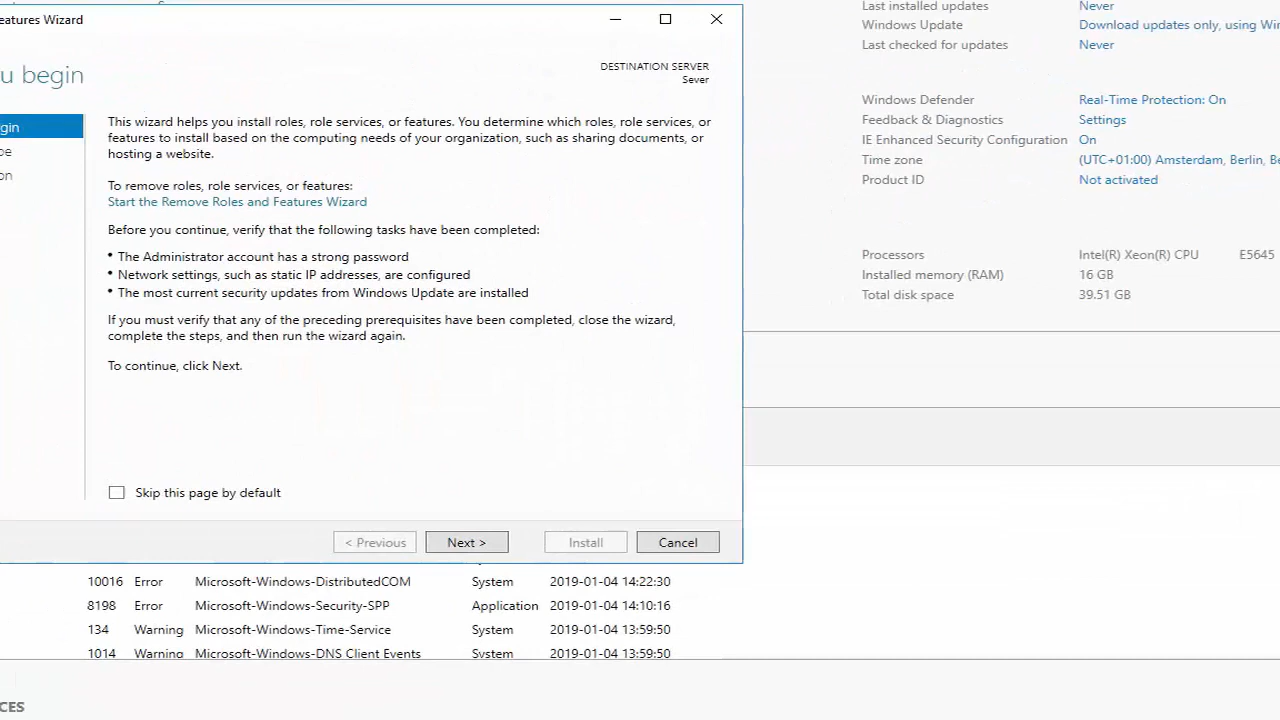 eatures Wizard
u begin
DESTINATION SERVER
Sever
gin
pe
on
This wizard helps you install roles, role services, or features. You determine which roles, role services, or
features to install based on the computing needs of your organization, such as sharing documents, or
hosting a website.
To remove roles, role services, or features:
Start the Remove Roles and Features Wizard
Before you continue, verify that the following tasks have been completed:
• The Administrator account has a strong password
• Network settings, such as static IP addresses, are configured
• The most current security updates from Windows Update are installed
If you must verify that any of the preceding prerequisites have been completed, close the wizard,
complete the steps, and then run the wizard again.
To continue, click Next.
Skip this page by default
< Previous Next > Install Cancel
Last installed updates Never
Windows Update Download updates only, using Win
Last checked for updates Never
Windows Defender Real-Time Protection: On
Feedback & Diagnostics Settings
IE Enhanced Security Configuration On
Time zone (UTC+01:00) Amsterdam, Berlin, Be
Product ID Not activated
Processors Intel(R) Xeon(R) CPU E5645
Installed memory (RAM) 16 GB
Total disk space 39.51 GB
10016 Error Microsoft-Windows-DistributedCOM System 2019-01-04 14:22:30
8198 Error Microsoft-Windows-Security-SPP Application 2019-01-04 14:10:16
134 Warning Microsoft-Windows-Time-Service System 2019-01-04 13:59:50
1014 Warning Microsoft-Windows-DNS Client Events System 2019-01-04 13:59:50
CES